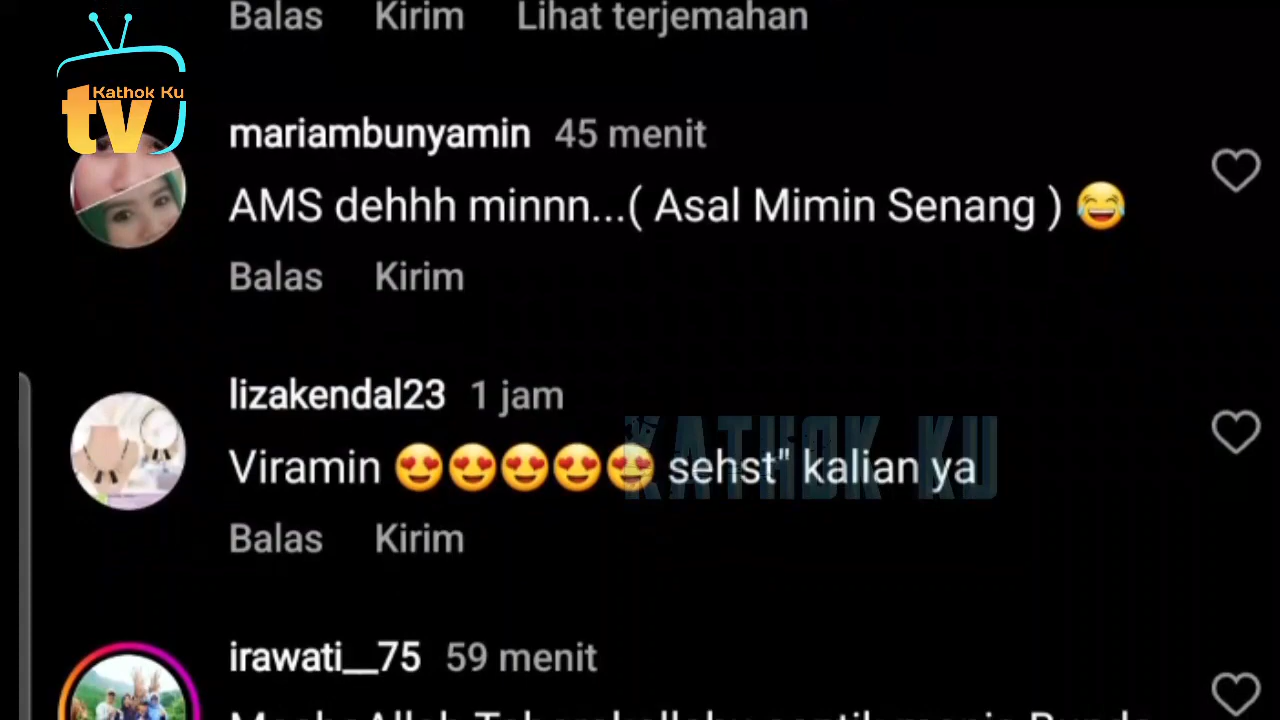 Balas Kirim Lihat terjemahan
Kathok Ku
tv
mariambunyamin 45 menit
AMS dehhh minnn...( Asal Mimin Senang ) 😂
Balas Kirim
lizakendal23 1 jam
Viramin 😍😍😍😍😍 sehst" kalian ya
KATHOK KU
Balas Kirim
irawati__75 59 menit